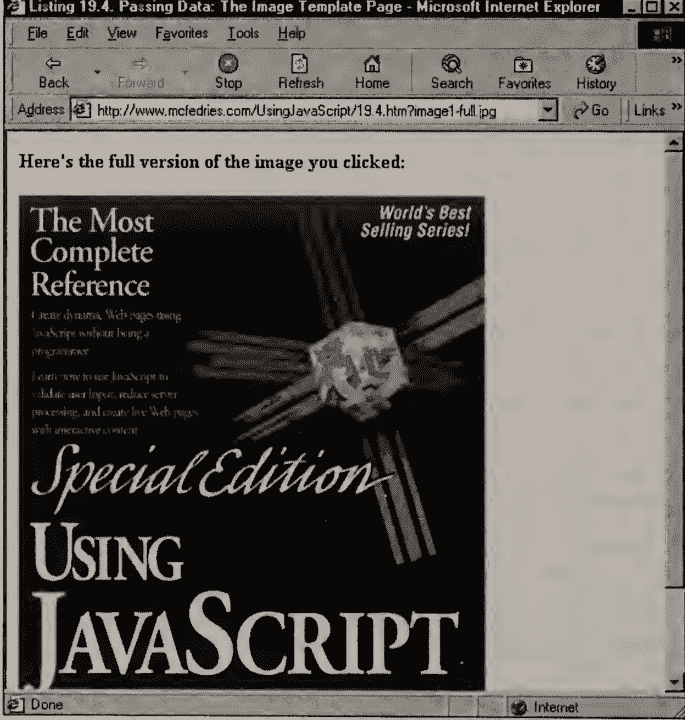 Listing 19.4. Passing Data: The Image Template Page - Microsoft Internet Explorer
File Edit View Favorites Tools Help
Back Forward Stop Refresh Home Search Favorites History »
Address http://www.mcfedries.com/UsingJavaScript/19.4.htm?image1-full.jpg Go Links »
Here's the full version of the image you clicked:
The Most
Complete
Reference
World's Best
Selling Series!
Create dynamic Web pages using
JavaScript without being a
programmer
Learn how to use JavaScript to
validate user input, reduce server
processing, and create live Web pages
with interactive content
Special Edition
USING
JAVASCRIPT
Done Internet